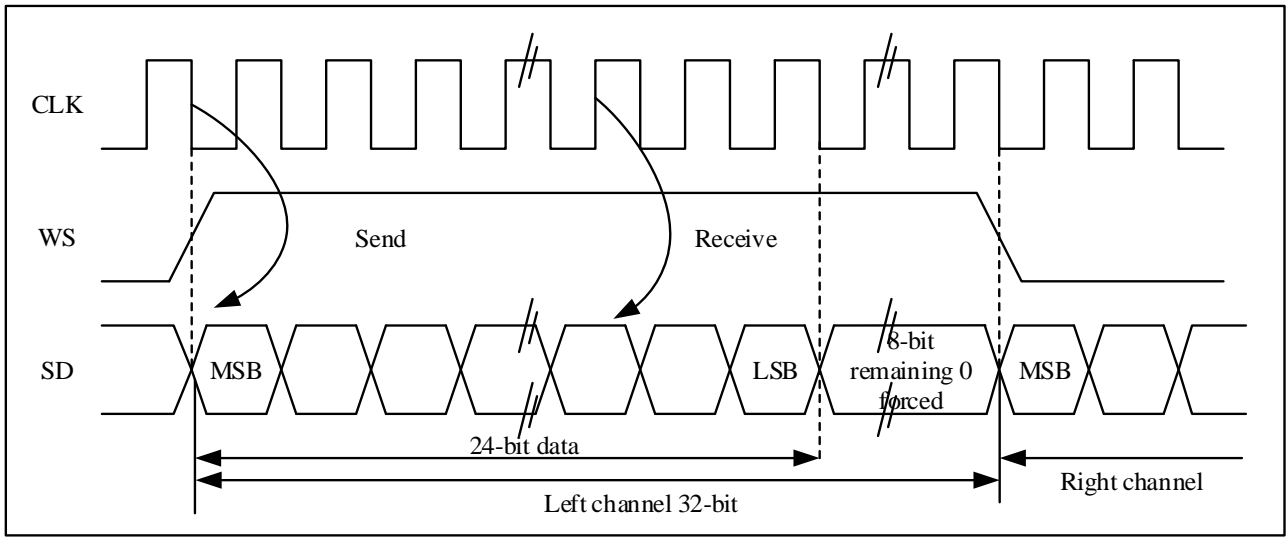 CLK
WS
Send
Receive
SD
MSB
LSB
8-bit
remaining 0
forced
MSB
24-bit data
Left channel 32-bit
Right channel